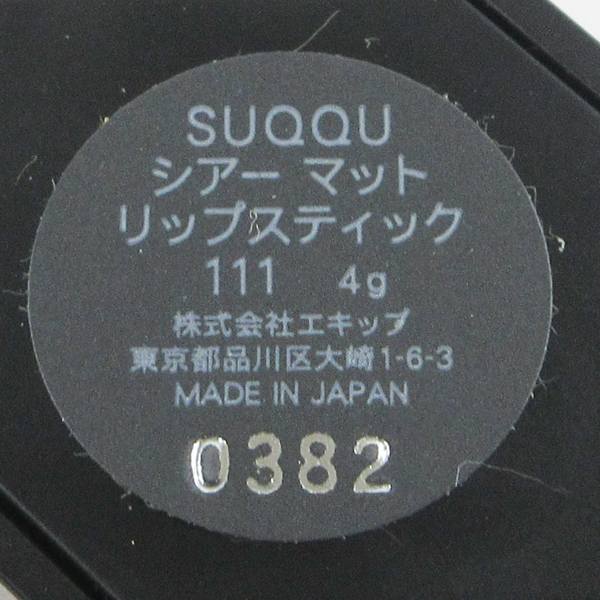 SUQQU
シアー マット
リップスティック
111 4g
株式会社エキップ
東京都品川区大崎1-6-3
MADE IN JAPAN
0382